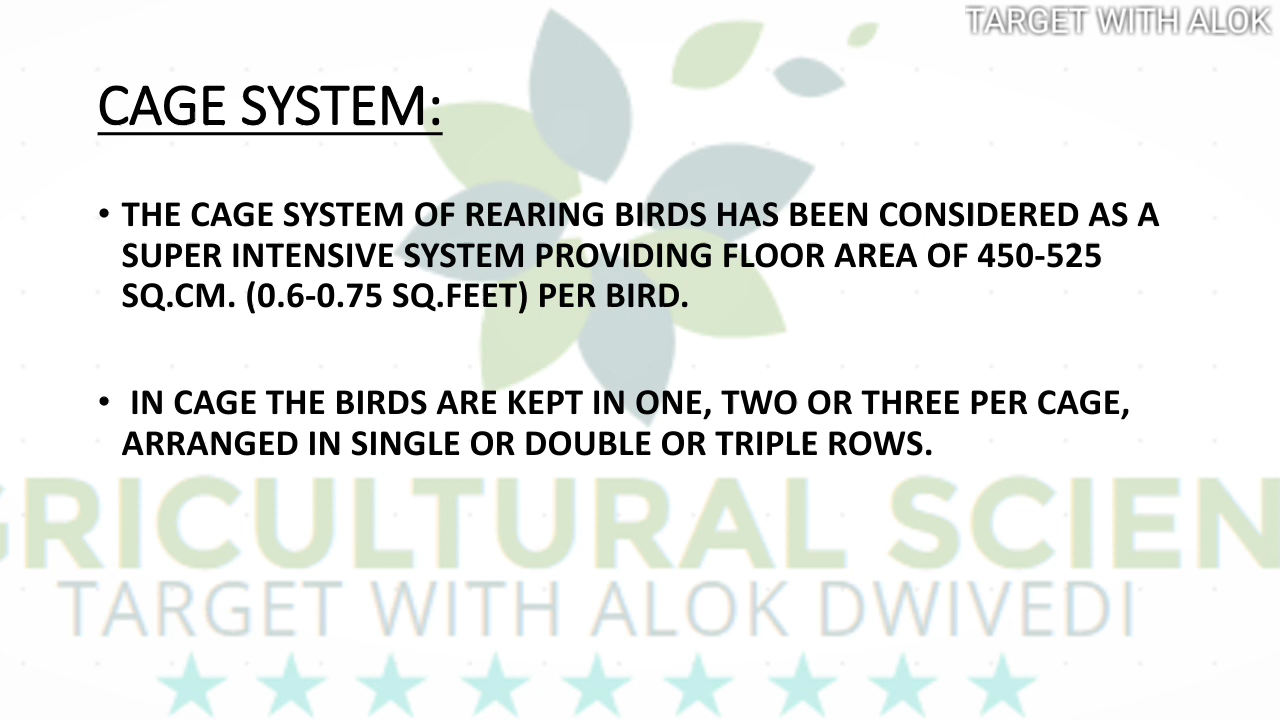 TARGET WITH ALOK
CAGE SYSTEM:
• THE CAGE SYSTEM OF REARING BIRDS HAS BEEN CONSIDERED AS A
SUPER INTENSIVE SYSTEM PROVIDING FLOOR AREA OF 450-525
SQ.CM. (0.6-0.75 SQ.FEET) PER BIRD.
• IN CAGE THE BIRDS ARE KEPT IN ONE, TWO OR THREE PER CAGE,
ARRANGED IN SINGLE OR DOUBLE OR TRIPLE ROWS.
GRICULTURAL SCIEN
TARGET WITH ALOK DWIVEDI